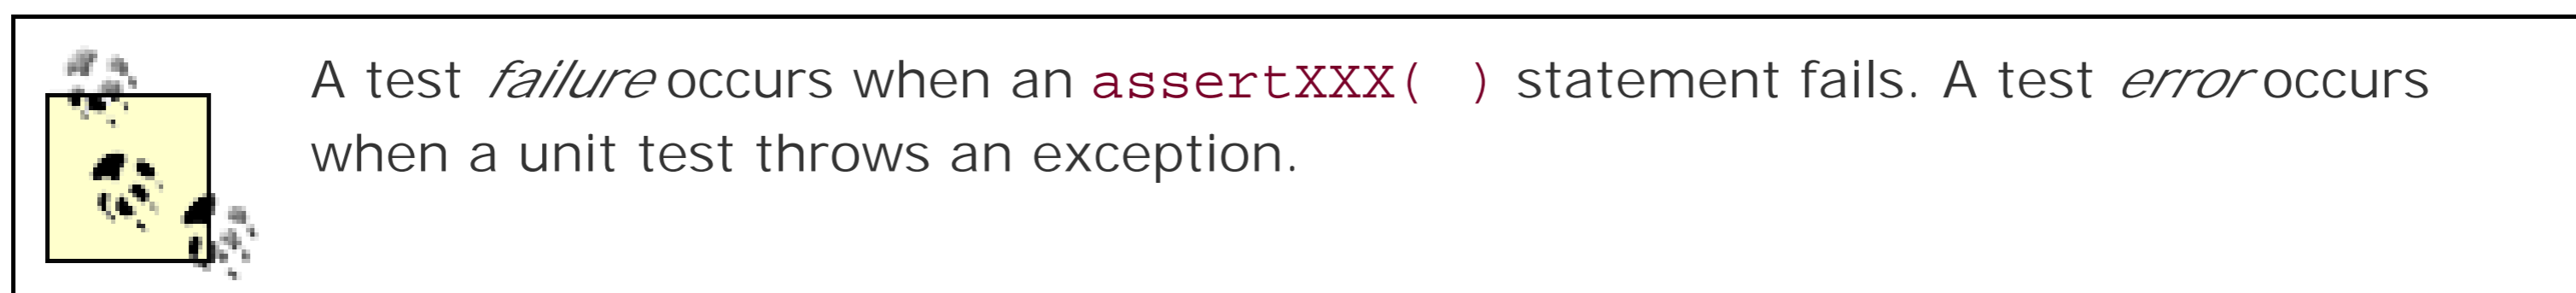 A test failure occurs when an assertXXX( ) statement fails. A test error occurs
when a unit test throws an exception.